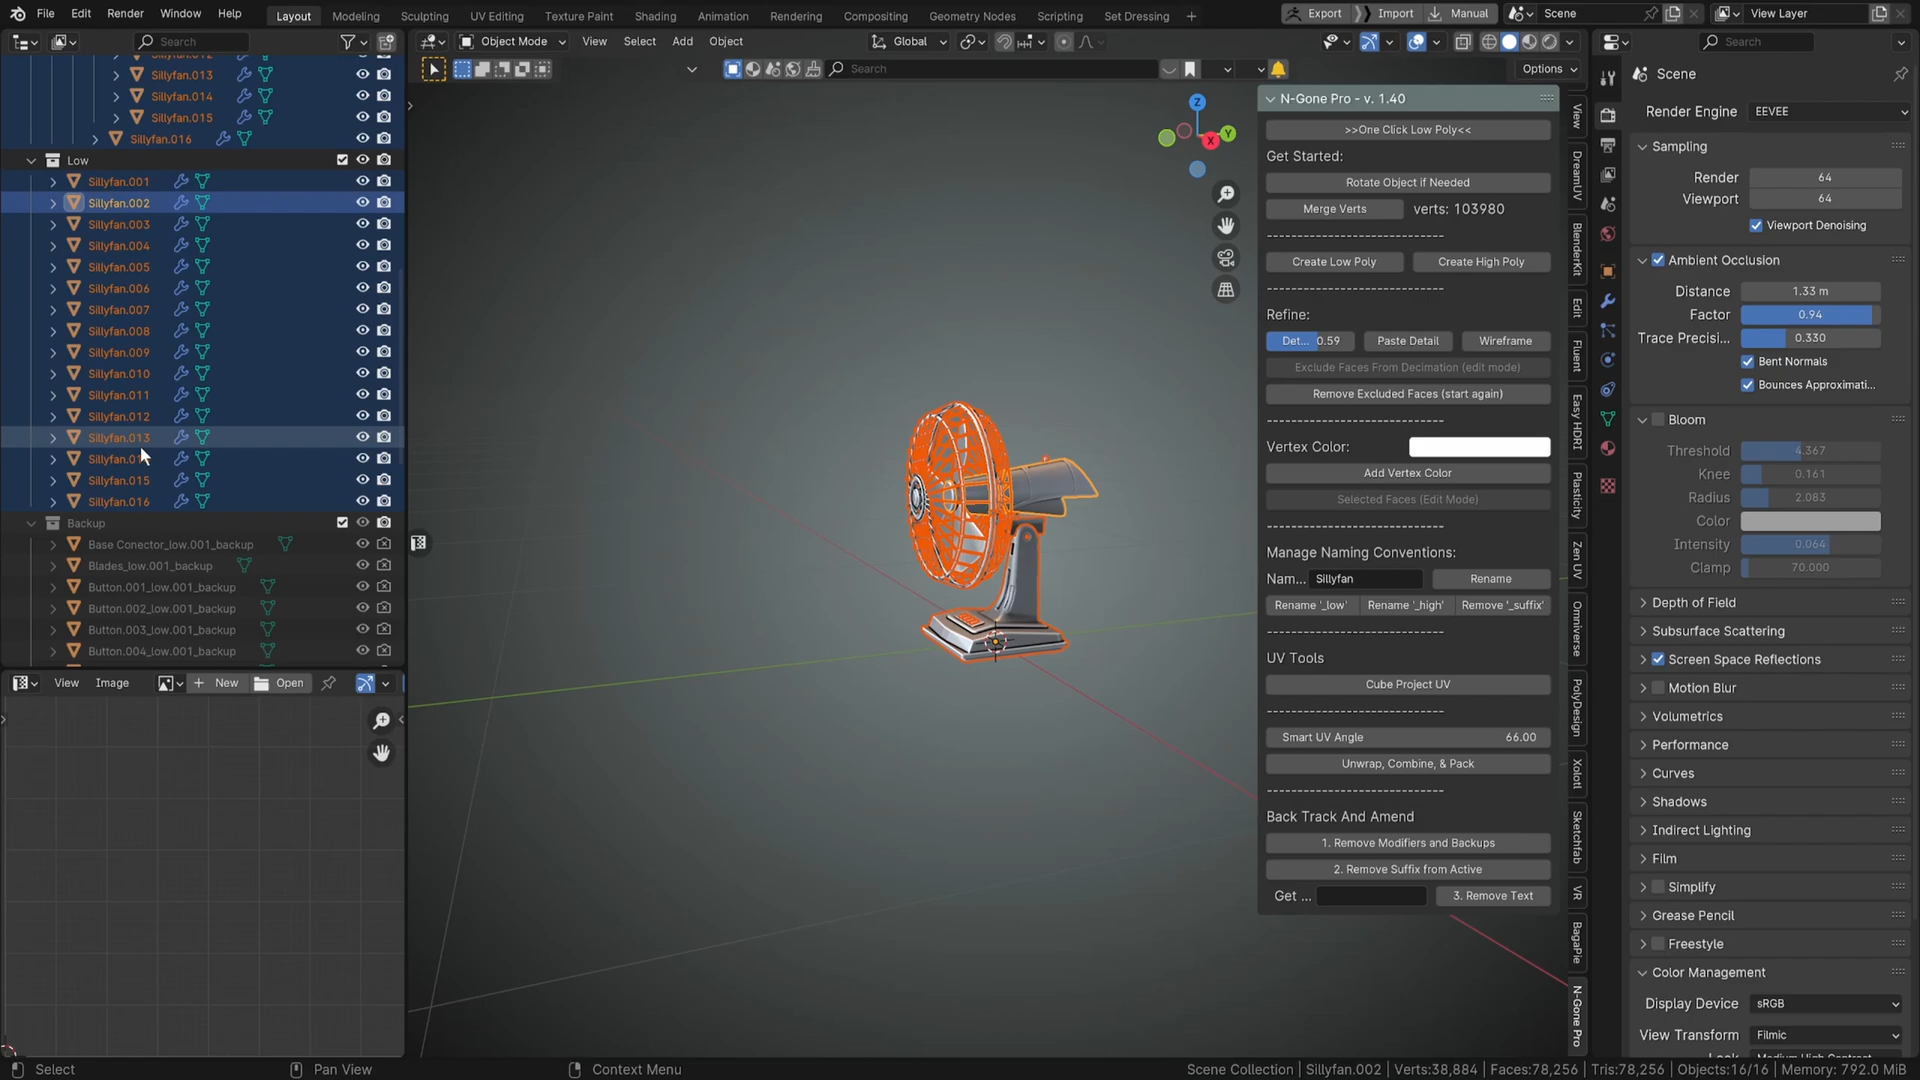 File Edit Render Window Help Layout Modeling Sculpting UV Editing Texture Paint Shading Animation Rendering Compositing Geometry Nodes Scripting Set Dressing + Export Import Manual Scene View Layer
Search Object Mode View Select Add Object Global Search
Search Options
Sillyfan.013
Sillyfan.014
Sillyfan.015
Sillyfan.016
Low
Sillyfan.001
Sillyfan.002
Sillyfan.003
Sillyfan.004
Sillyfan.005
Sillyfan.006
Sillyfan.007
Sillyfan.008
Sillyfan.009
Sillyfan.010
Sillyfan.011
Sillyfan.012
Sillyfan.013
Sillyfan.01
Sillyfan.015
Sillyfan.016
Backup
Base Conector_low.001_backup
Blades_low.001_backup
Button.001_low.001_backup
Button.002_low.001_backup
Button.003_low.001_backup
Button.004_low.001_backup
View Image New Open
Z
Y
X
N-Gone Pro - v. 1.40
>>One Click Low Poly<<
Get Started:
Rotate Object if Needed
Merge Verts verts: 103980
------------------------------
Create Low Poly Create High Poly
------------------------------
Refine:
Det... 0.59 Paste Detail Wireframe
Exclude Faces From Decimation (edit mode)
Remove Excluded Faces (start again)
------------------------------
Vertex Color:
Add Vertex Color
Selected Faces (Edit Mode)
------------------------------
Manage Naming Conventions:
Nam... Sillyfan Rename
Rename '_low' Rename '_high' Remove '_suffix'
------------------------------
UV Tools
Cube Project UV
------------------------------
Smart UV Angle 66.00
Unwrap, Combine, & Pack
------------------------------
Back Track And Amend
1. Remove Modifiers and Backups
2. Remove Suffix from Active
Get ... 3. Remove Text
View
DreamUV
BlenderKit
Edit
Fluent
Easy HDRI
Plasticity
Zen UV
Omniverse
PolyDesign
Xolotl
Sketchfab
VR
BagaPie
N-Gone Pro
Scene
Render Engine EEVEE
Sampling
Render 64
Viewport 64
Viewport Denoising
Ambient Occlusion
Distance 1.33 m
Factor 0.94
Trace Precisi... 0.330
Bent Normals
Bounces Approximati...
Bloom
Threshold 4.367
Knee 0.161
Radius 2.083
Color
Intensity 0.064
Clamp 70.000
Depth of Field
Subsurface Scattering
Screen Space Reflections
Motion Blur
Volumetrics
Performance
Curves
Shadows
Indirect Lighting
Film
Simplify
Grease Pencil
Freestyle
Color Management
Display Device sRGB
View Transform Filmic
Select Pan View Context Menu Scene Collection | Sillyfan.002 | Verts:38,884 | Faces:78,256 | Tris:78,256 | Objects:16/16 | Memory: 792.0 MiB